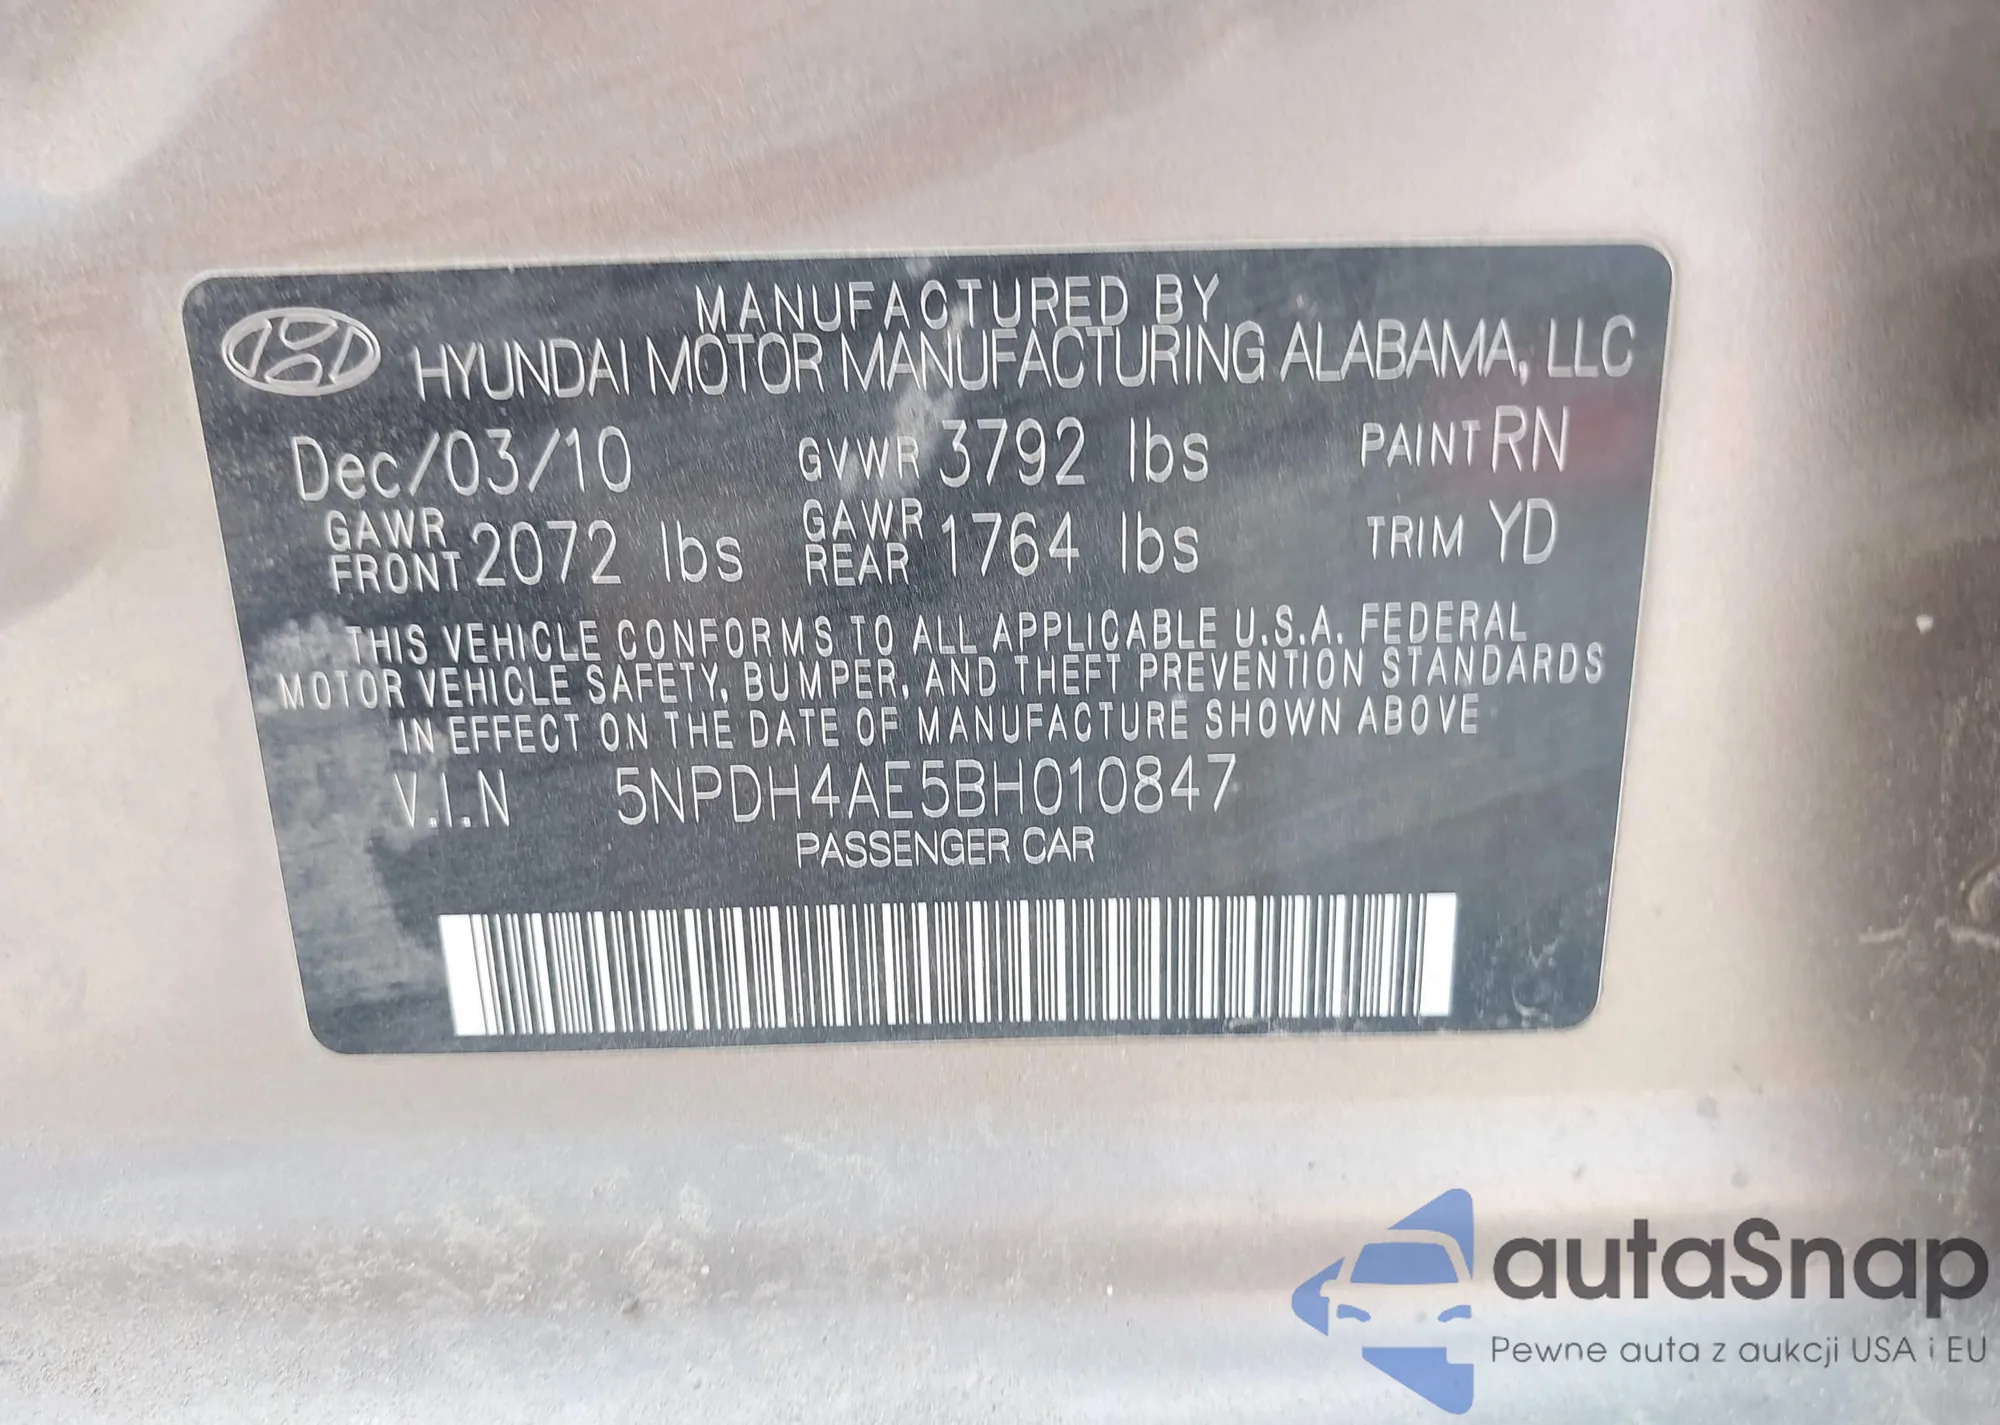 MANUFACTURED BY
HYUNDAI MOTOR MANUFACTURING ALABAMA, LLC
Dec/03/10 GVWR 3792 lbs PAINT RN
GAWR FRONT 2072 lbs GAWR REAR 1764 lbs TRIM YD
THIS VEHICLE CONFORMS TO ALL APPLICABLE U.S.A. FEDERAL
MOTOR VEHICLE SAFETY, BUMPER, AND THEFT PREVENTION STANDARDS
IN EFFECT ON THE DATE OF MANUFACTURE SHOWN ABOVE
V.I.N 5NPDH4AE5BH010847
PASSENGER CAR
autaSnap
Pewne auta z aukcji USA i EU